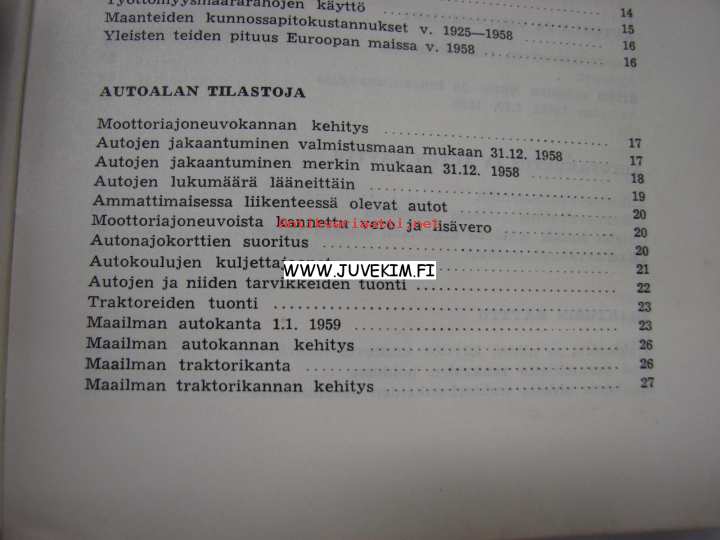 14
Työttömyysmäärärahojen käyttö 15
Maanteiden kunnossapitokustannukset v. 1925—1958 16
Yleisten teiden pituus Euroopan maissa v. 1958 16
AUTOALAN TILASTOJA
Moottoriajoneuvokannan kehitys 17
Autojen jakaantuminen valmistusmaan mukaan 31.12. 1958 17
Autojen jakaantuminen merkin mukaan 31.12. 1958 18
Autojen lukumäärä lääneittäin 19
Ammattimaisessa liikenteessä olevat autot 20
Moottoriajoneuvoista kannettu vero ja lisävero 20
Autonajokorttien suoritus 20
Autokoulujen 21
WWW.JUVEKIM.FI
Autojen ja niiden tarvikkeiden tuonti 22
Traktoreiden tuonti 23
Maailman autokanta 1.1. 1959 23
Maailman autokannan kehitys 26
Maailman traktorikanta 26
Maailman traktorikannan kehitys 27